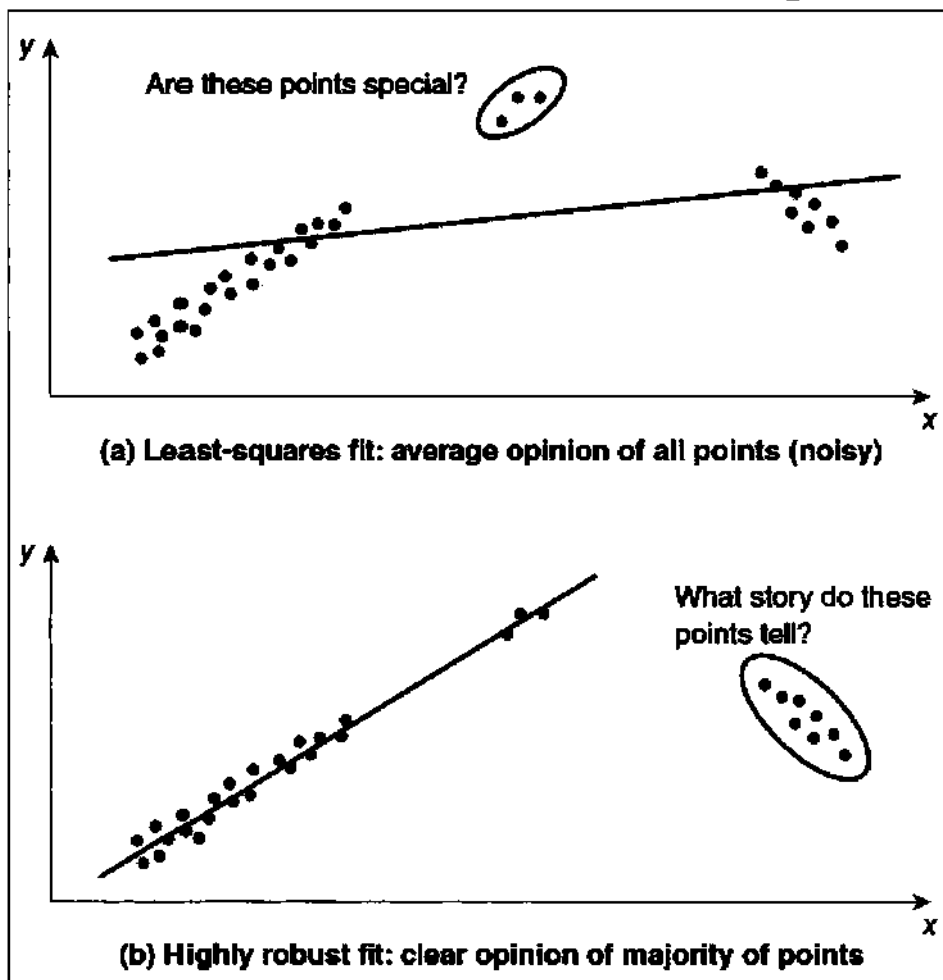 y
Are these points special?
x
(a) Least-squares fit: average opinion of all points (noisy)
y
What story do these
points tell?
x
(b) Highly robust fit: clear opinion of majority of points